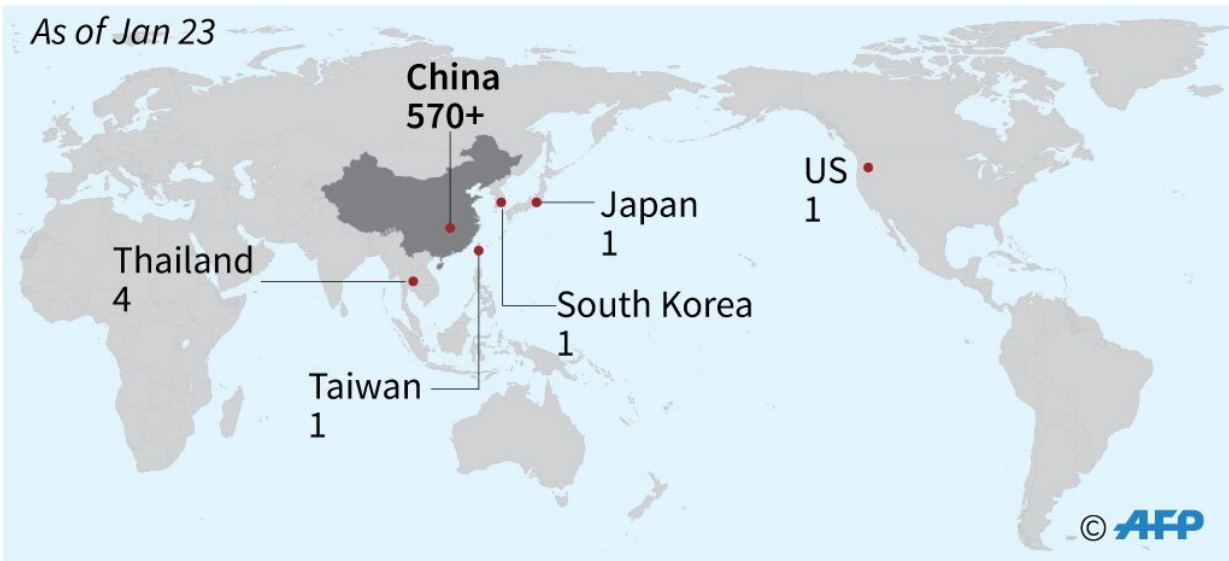 As of Jan 23
China
570+
US
1
Japan
1
Thailand
4
South Korea
1
Taiwan
1
© AFP